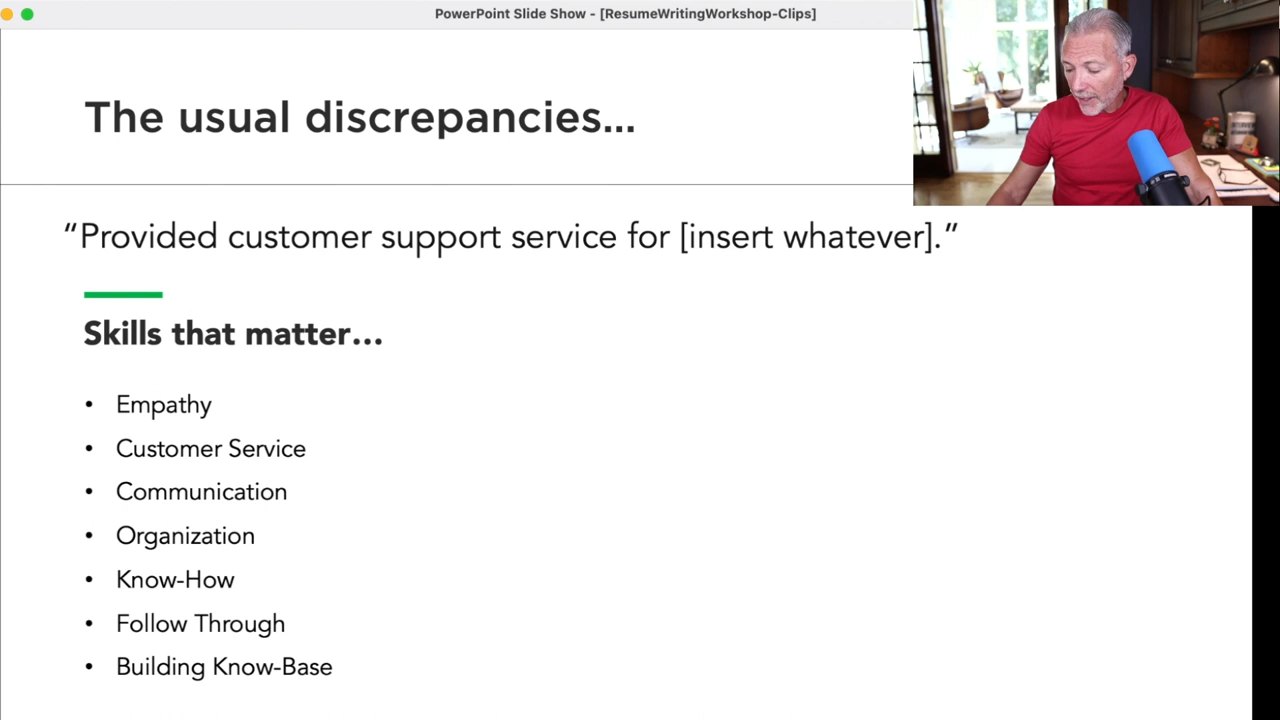 PowerPoint Slide Show - [ResumeWritingWorkshop-Clips]
The usual discrepancies...
“Provided customer support service for [insert whatever].”
Skills that matter...
• Empathy
• Customer Service
• Communication
• Organization
• Know-How
• Follow Through
• Building Know-Base